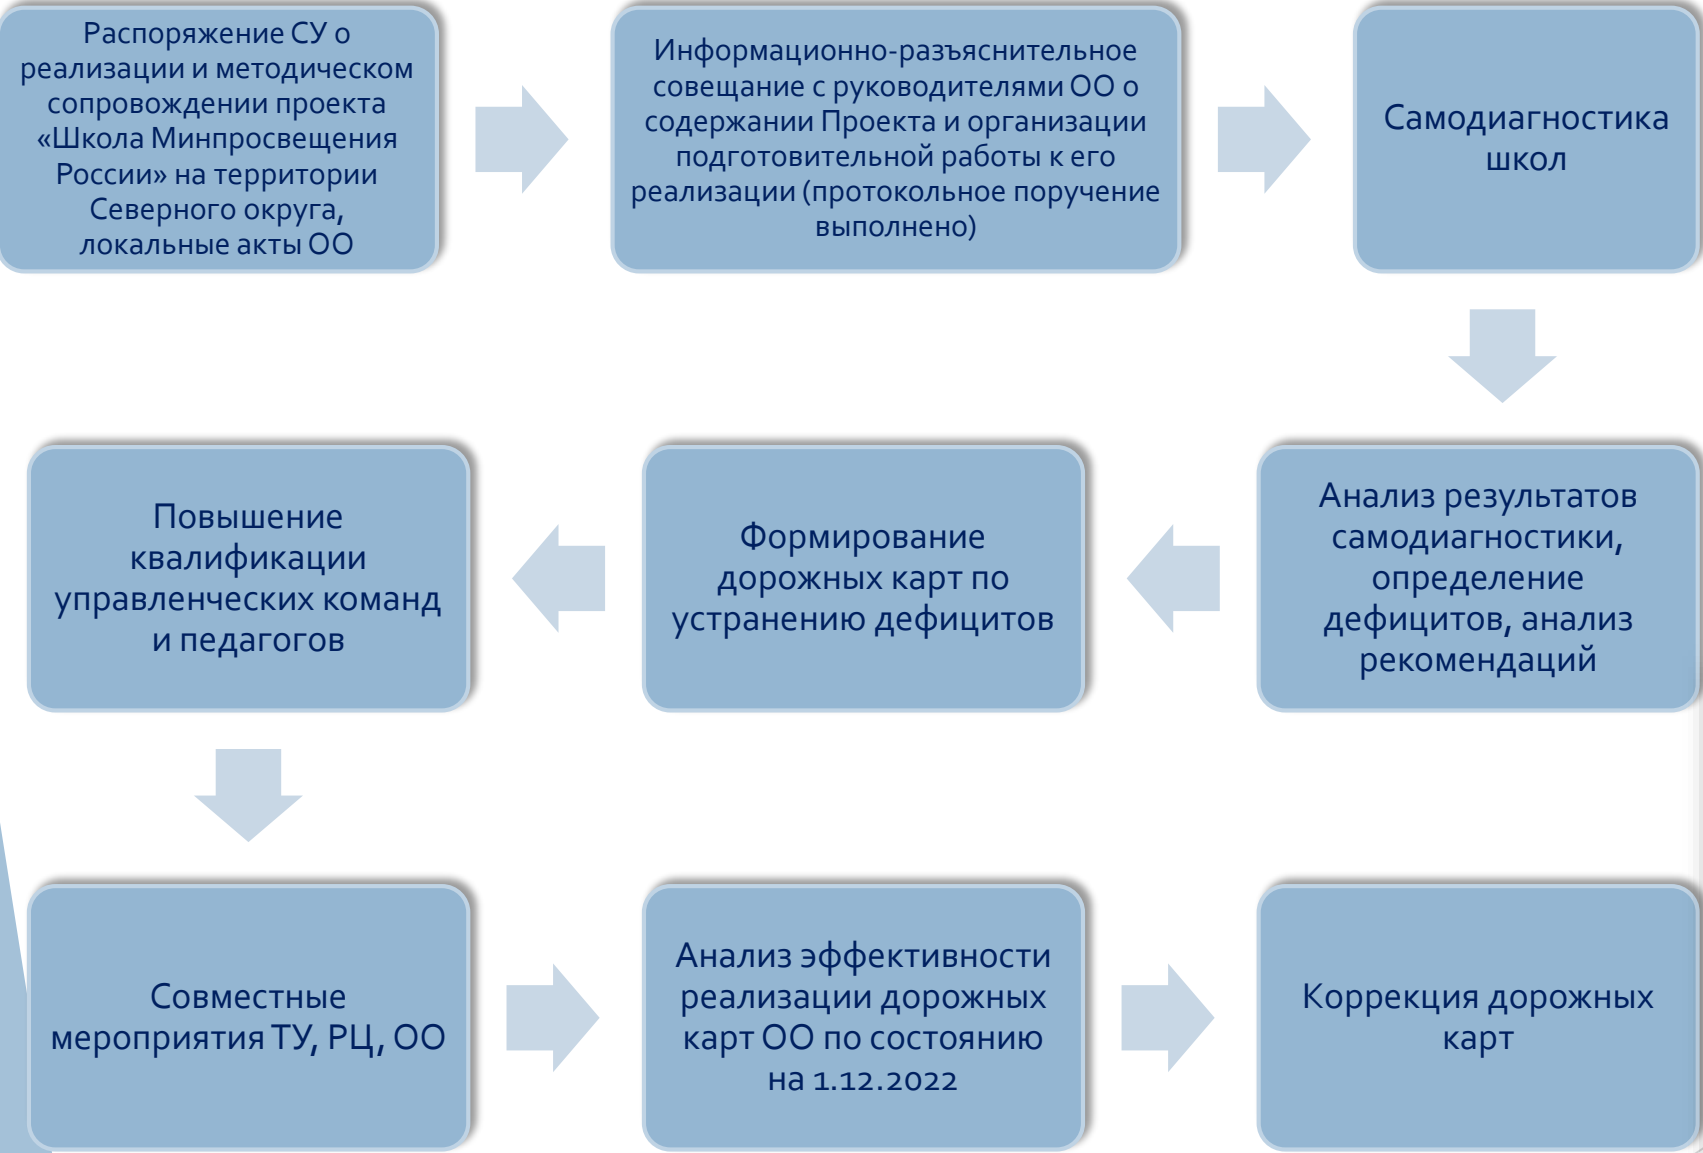 Распоряжение СУ о
реализации и методическом
сопровождении проекта
«Школа Минпросвещения
России» на территории
Северного округа,
локальные акты ОО
Информационно-разъяснительное
совещание с руководителями ОО о
содержании Проекта и организации
подготовительной работы к его
реализации (протокольное поручение
выполнено)
Самодиагностика
школ
Анализ результатов
самодиагностики,
определение
дефицитов, анализ
рекомендаций
Формирование
дорожных карт по
устранению дефицитов
Повышение
квалификации
управленческих команд
и педагогов
Совместные
мероприятия ТУ, РЦ, ОО
Анализ эффективности
реализации дорожных
карт ОО по состоянию
на 1.12.2022
Коррекция дорожных
карт